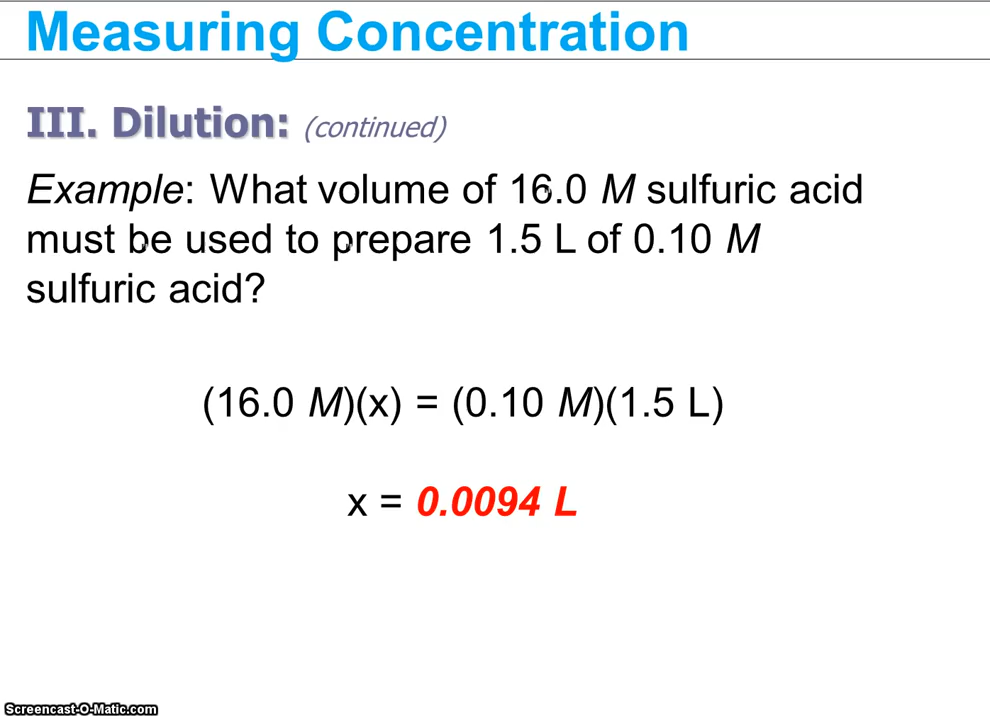 Measuring Concentration
III. Dilution: (continued)
Example: What volume of 16.0 M sulfuric acid
must be used to prepare 1.5 L of 0.10 M
sulfuric acid?
(16.0 M)(x) = (0.10 M)(1.5 L)
x = 0.0094 L
Screencast-O-Matic.com